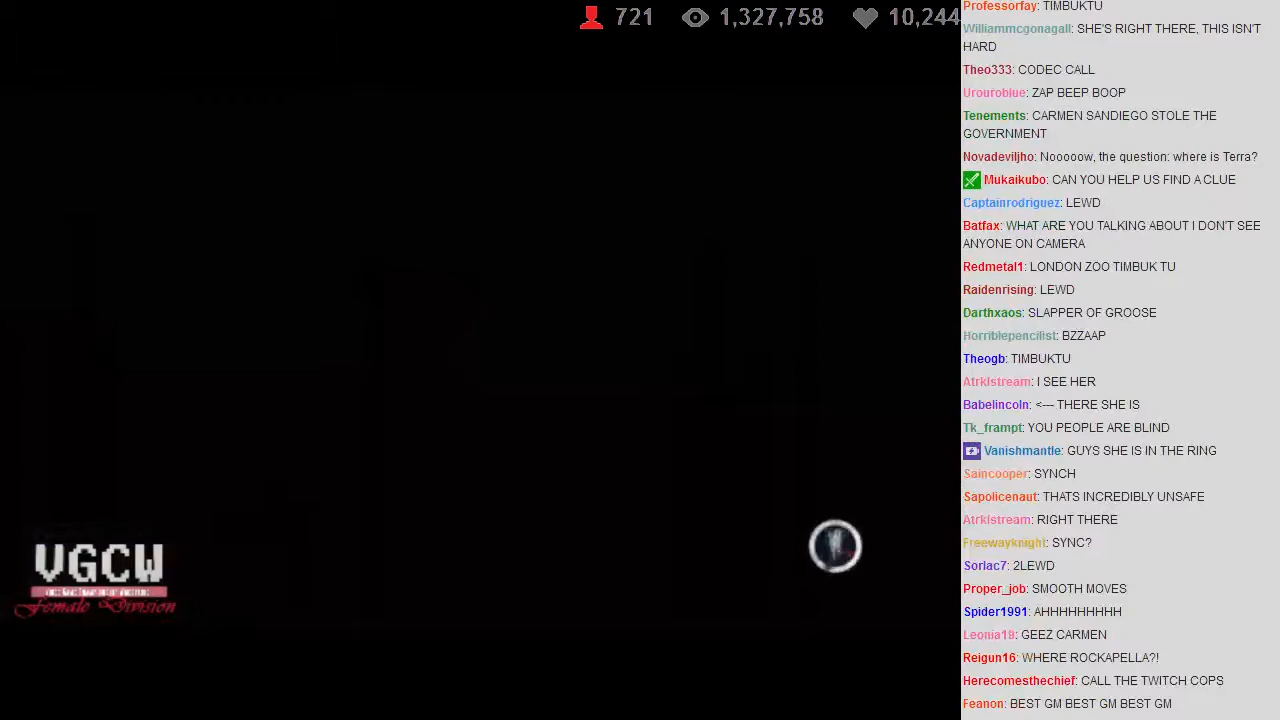 721 1,327,758 10,244
Professorfay: TIMBUKTU
Williammcgonagall: SHE'S RIGHT THERE, THIS ISN'T
HARD
Theo333: CODEC CALL
Urouroblue: ZAP BEEP BOOP
Tenements: CARMEN SANDIEGO STOLE THE
GOVERNMENT
Novadeviljho: Nooooow, the question: where is Terra?
Mukaikubo: CAN YOU HELP US FIND A CLUE
Captainrodriguez: LEWD
Batfax: WHAT ARE YOU TALKING ABOUT I DON'T SEE
ANYONE ON CAMERA
Redmetal1: LONDON ZOO TIMBUK TU
Raidenrising: LEWD
Darthxaos: SLAPPER OF GROOSE
Horriblepencilist: BZZAAP
Theogb: TIMBUKTU
Atrklstream: I SEE HER
Babelincoln: <--- THERE SHE IS
Tk_frampt: YOU PEOPLE ARE BLIND
Vanishmantle: GUYS SHE IS IN THE RING
Saincooper: SYNCH
Sapolicenaut: THATS INCREDIBLY UNSAFE
Atrklstream: RIGHT THERE
Freewayknight: SYNC?
Sorlac7: 2LEWD
Proper_job: SMOOTH MOVES
Spider1991: AHHHHHHHHH
Leonia19: GEEZ CARMEN
Reigun16: WHERE ROCKAPELLA?!
Herecomesthechief: CALL THE TWITCH COPS
Feanon: BEST GM BEST GM BEST GM
VGCW
Female Division